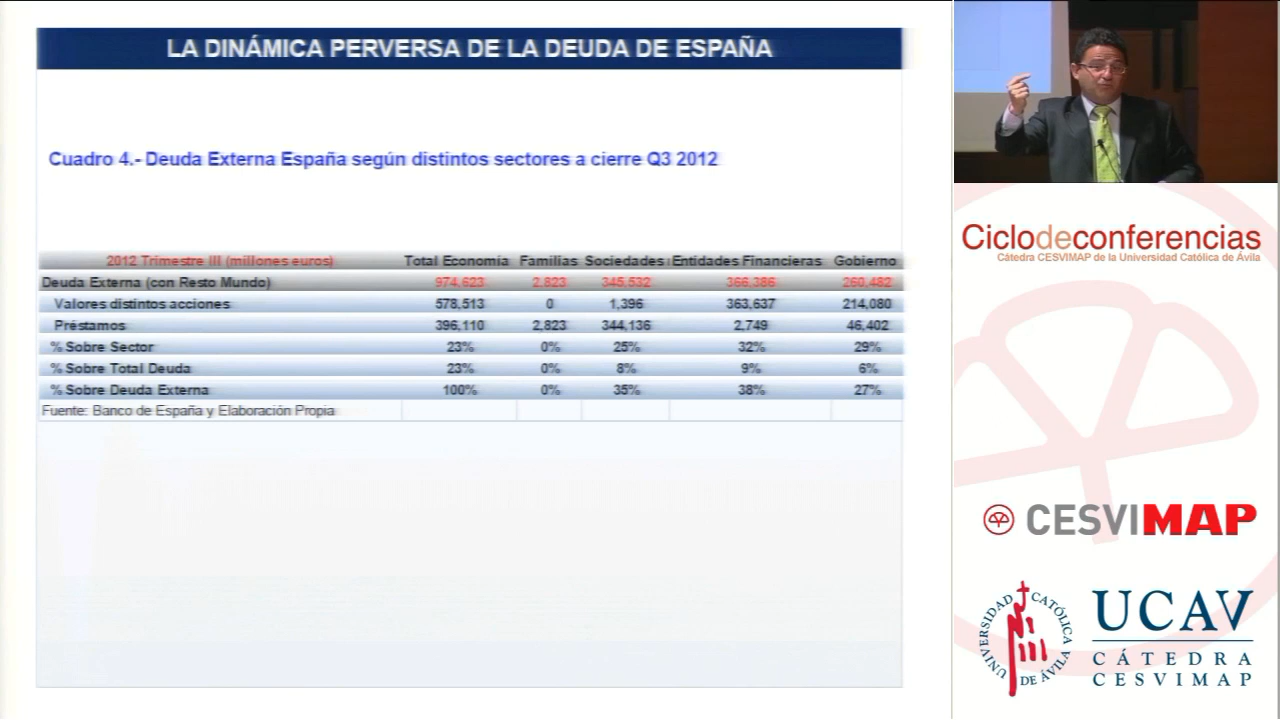 LA DINÁMICA PERVERSA DE LA DEUDA DE ESPAÑA
Cuadro 4.- Deuda Externa España según distintos sectores a cierre Q3 2012
2012 Trimestre III (millones euros) Total Economía Familias Sociedades Entidades Financieras Gobierno
Deuda Externa (con Resto Mundo) 974,623 2,823 345,532 366,386 260,482
Valores distintos acciones 578,513 0 1,396 363,637 214,080
Préstamos 396,110 2,823 344,136 2,749 46,402
% Sobre Sector 23% 0% 25% 32% 29%
% Sobre Total Deuda 23% 0% 8% 9% 6%
% Sobre Deuda Externa 100% 0% 35% 38% 27%
Fuente: Banco de España y Elaboración Propia
Ciclodeconferencias
Cátedra CESVIMAP de la Universidad Católica de Ávila
CESVIMAP
UNIVERSIDAD CATÓLICA DE ÁVILA
UCAV
CÁTEDRA
CESVIMAP